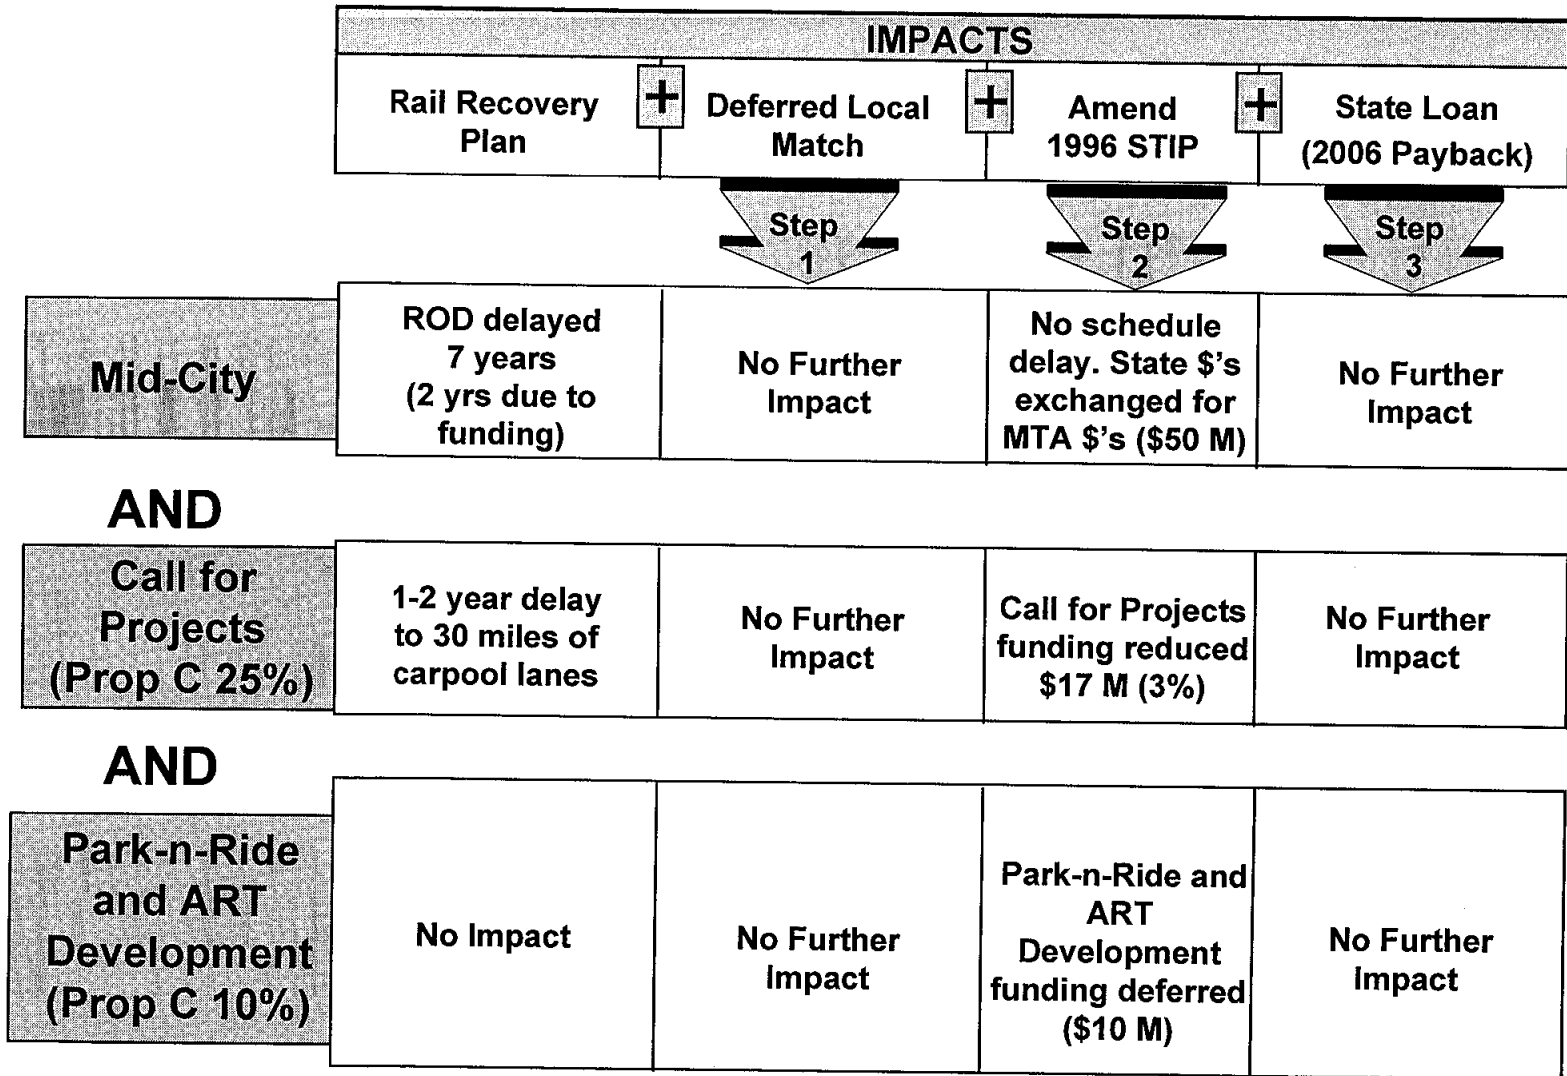 IMPACTS
Rail Recovery
Plan
+
Deferred Local
Match
+
Amend
1996 STIP
+
State Loan
(2006 Payback)
Step
1
Step
2
Step
3
Mid-City
ROD delayed
7 years
(2 yrs due to
funding)
No Further
Impact
No schedule
delay. State $'s
exchanged for
MTA $'s ($50 M)
No Further
Impact
AND
Call for
Projects
(Prop C 25%)
1-2 year delay
to 30 miles of
carpool lanes
No Further
Impact
Call for Projects
funding reduced
$17 M (3%)
No Further
Impact
AND
Park-n-Ride
and ART
Development
(Prop C 10%)
No Impact
No Further
Impact
Park-n-Ride and
ART
Development
funding deferred
($10 M)
No Further
Impact